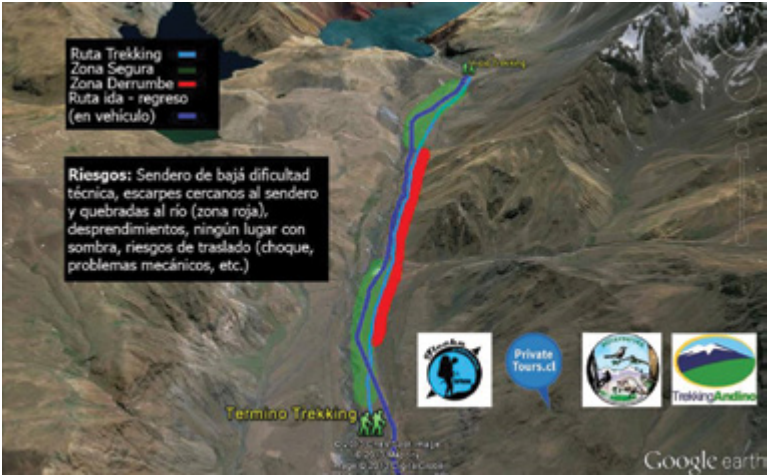 Ruta Trekking
Zona Segura
Zona Derrumbe
Ruta ida - regreso
(en vehículo)
Riesgos: Sendero de bajá dificultad
técnica, escarpes cercanos al sendero
y quebradas al río (zona roja),
desprendimientos, ningún lugar con
sombra, riesgos de traslado (choque,
problemas mecánicos, etc.)
Trekking
Private
Tours.cl
TrekkingAndino
Termino Trekking
Google earth